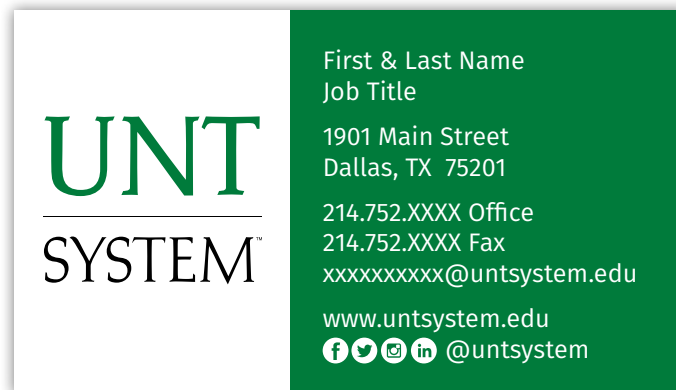 UNT
SYSTEM™
First & Last Name
Job Title
1901 Main Street
Dallas, TX  75201
214.752.XXXX Office
214.752.XXXX Fax
xxxxxxxxxx@untsystem.edu
www.untsystem.edu
@untsystem